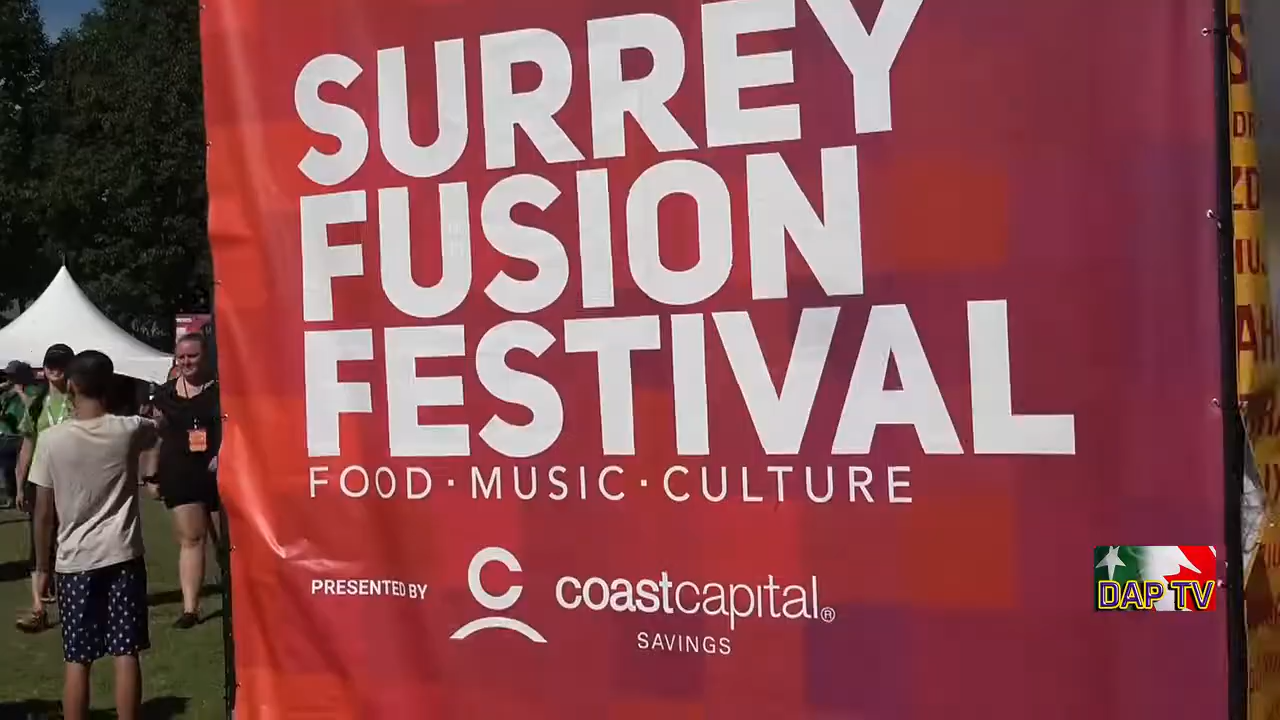 SURREY
FUSION
FESTIVAL
FOOD·MUSIC·CULTURE
PRESENTED BY
coastcapital®
SAVINGS
DAP TV